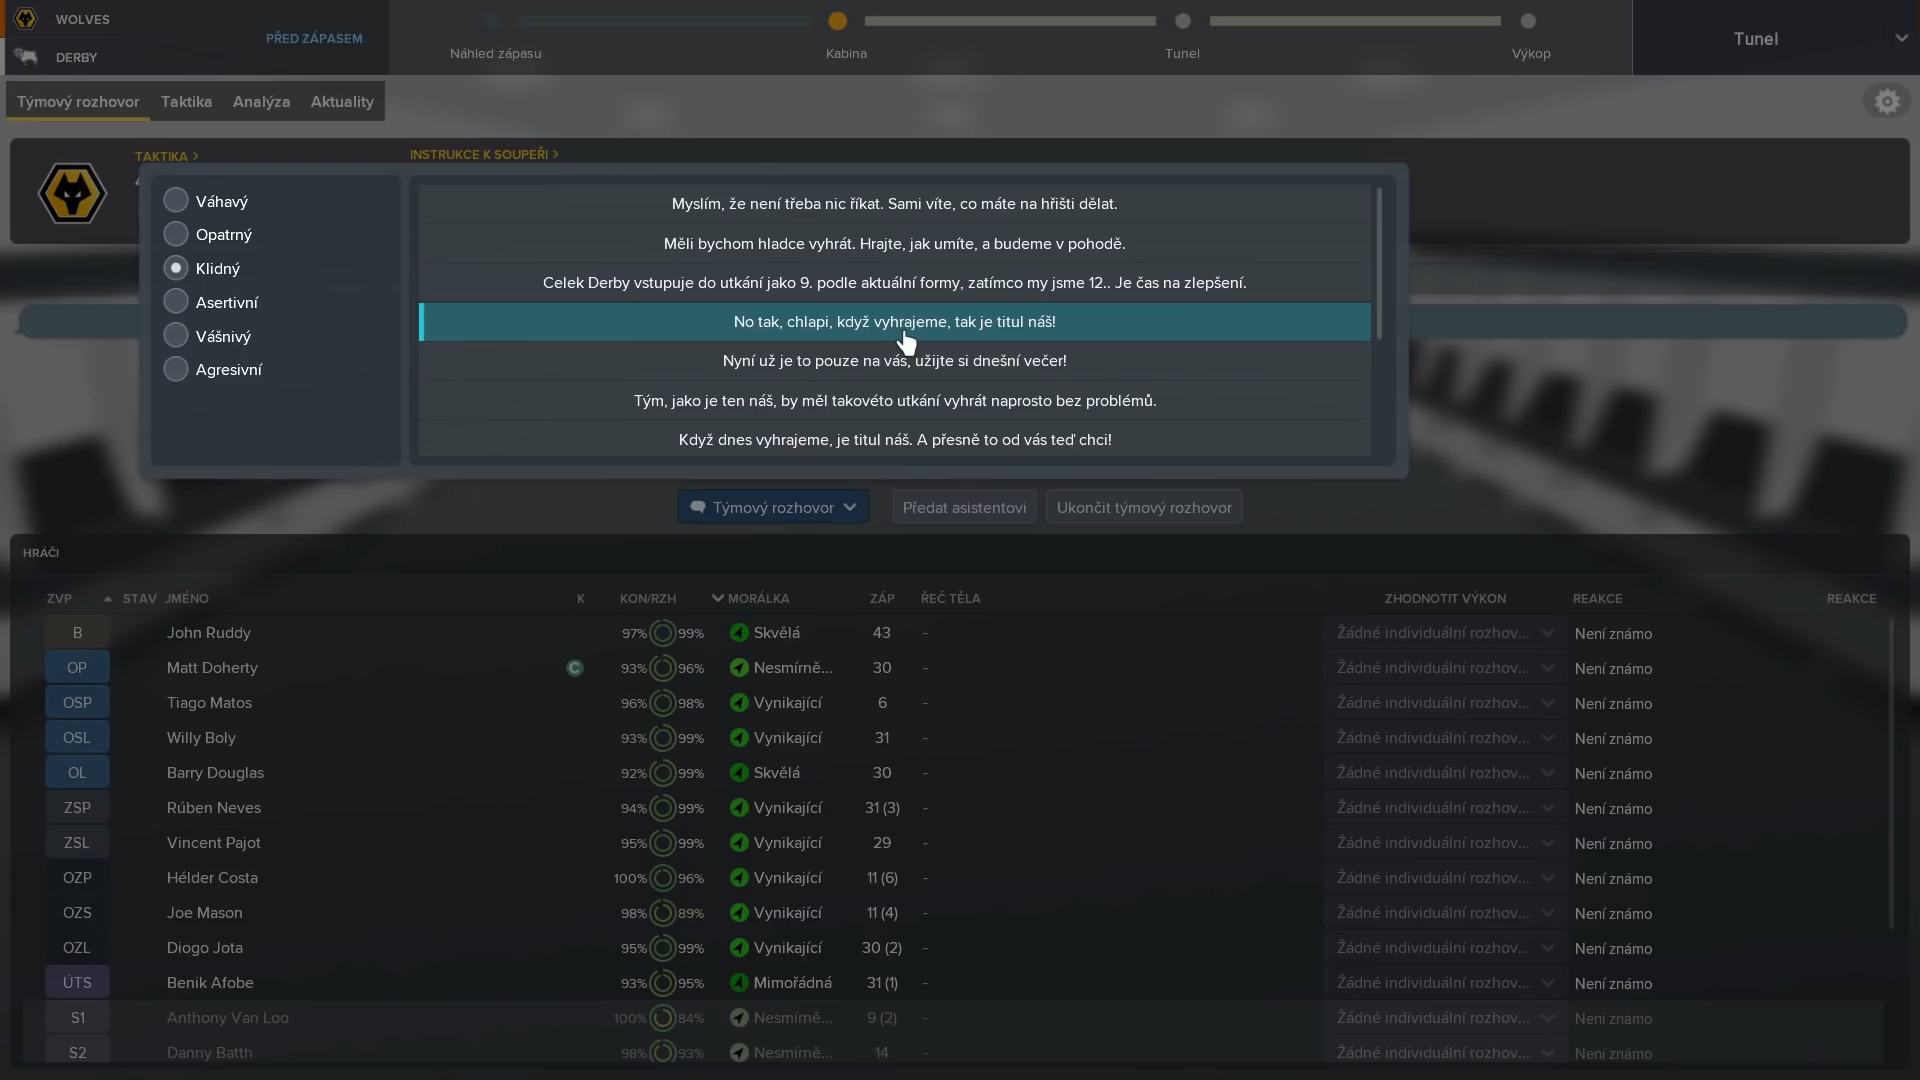 WOLVES
DERBY
PŘED ZÁPASEM
Náhled zápasu
Kabina
Tunel
Výkop
Tunel
Týmový rozhovor
Taktika
Analýza
Aktuality
TAKTIKA >
INSTRUKCE K SOUPEŘI >
Váhavý
Opatrný
Klidný
Asertivní
Vášnivý
Agresivní
Myslím, že není třeba nic říkat. Sami víte, co máte na hřišti dělat.
Měli bychom hladce vyhrát. Hrajte, jak umíte, a budeme v pohodě.
Celek Derby vstupuje do utkání jako 9. podle aktuální formy, zatímco my jsme 12.. Je čas na zlepšení.
No tak, chlapi, když vyhrajeme, tak je titul náš!
Nyní už je to pouze na vás, užijte si dnešní večer!
Tým, jako je ten náš, by měl takovéto utkání vyhrát naprosto bez problémů.
Když dnes vyhrajeme, je titul náš. A přesně to od vás teď chci!
Týmový rozhovor
Předat asistentovi
Ukončit týmový rozhovor
HRÁČI
ZVP STAV JMÉNO K KON/RZH MORÁLKA ZÁP ŘEČ TĚLA ZHODNOTIT VÝKON REAKCE REAKCE
B John Ruddy 97% 99% Skvělá 43 - Žádné individuální rozhov... Není známo
OP Matt Doherty C 93% 96% Nesmírně... 30 - Žádné individuální rozhov... Není známo
OSP Tiago Matos 96% 98% Vynikající 6 - Žádné individuální rozhov... Není známo
OSL Willy Boly 93% 99% Vynikající 31 - Žádné individuální rozhov... Není známo
OL Barry Douglas 92% 99% Skvělá 30 - Žádné individuální rozhov... Není známo
ZSP Rúben Neves 94% 99% Vynikající 31 (3) - Žádné individuální rozhov... Není známo
ZSL Vincent Pajot 95% 99% Vynikající 29 - Žádné individuální rozhov... Není známo
OZP Hélder Costa 100% 96% Vynikající 11 (6) - Žádné individuální rozhov... Není známo
OZS Joe Mason 98% 89% Vynikající 11 (4) - Žádné individuální rozhov... Není známo
OZL Diogo Jota 95% 99% Vynikající 30 (2) - Žádné individuální rozhov... Není známo
ÚTS Benik Afobe 93% 95% Mimořádná 31 (1) - Žádné individuální rozhov... Není známo
S1 Anthony Van Loo 100% 84% Nesmírně... 9 (2) - Žádné individuální rozhov... Není známo
S2 Danny Batth 98% 93% Nesmírně... 14 - Žádné individuální rozhov... Není známo